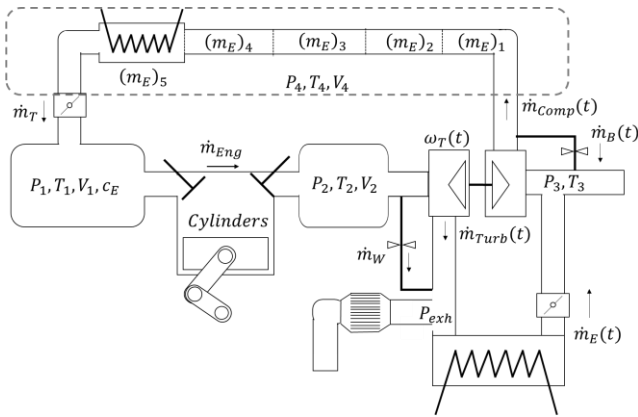 (m_E)_4 (m_E)_3 (m_E)_2 (m_E)_1
(m_E)_5
P_4, T_4, V_4
ṁ_T
ṁ_Comp(t)
ṁ_B(t)
ṁ_Eng
ω_T(t)
P_1, T_1, V_1, c_E
P_2, T_2, V_2
P_3, T_3
Cylinders
ṁ_W
ṁ_Turb(t)
P_exh
ṁ_E(t)